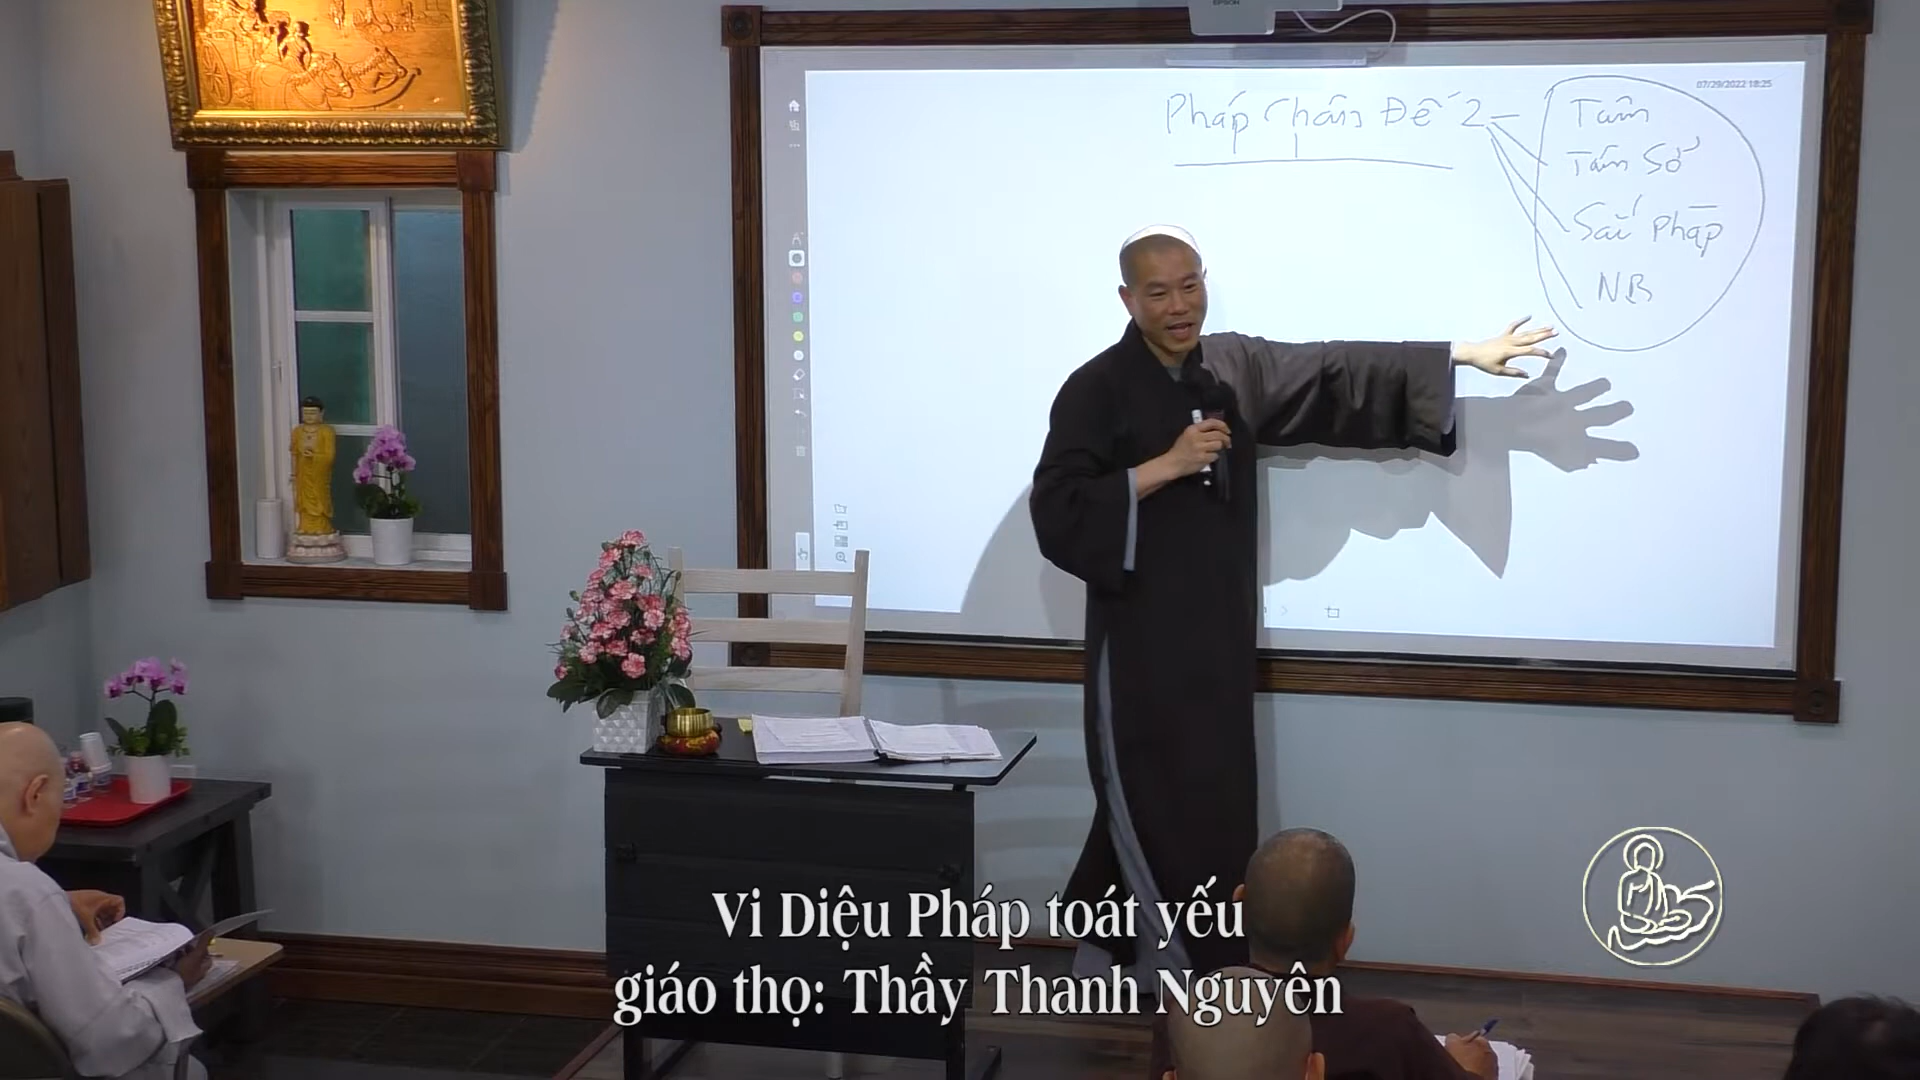 EPSON
07/29/2022 18:25
Pháp Chân Đế 2 - Tâm
Tâm Sở
Sắc Pháp
NB
Vi Diệu Pháp toát yếu
giáo thọ: Thầy Thanh Nguyên